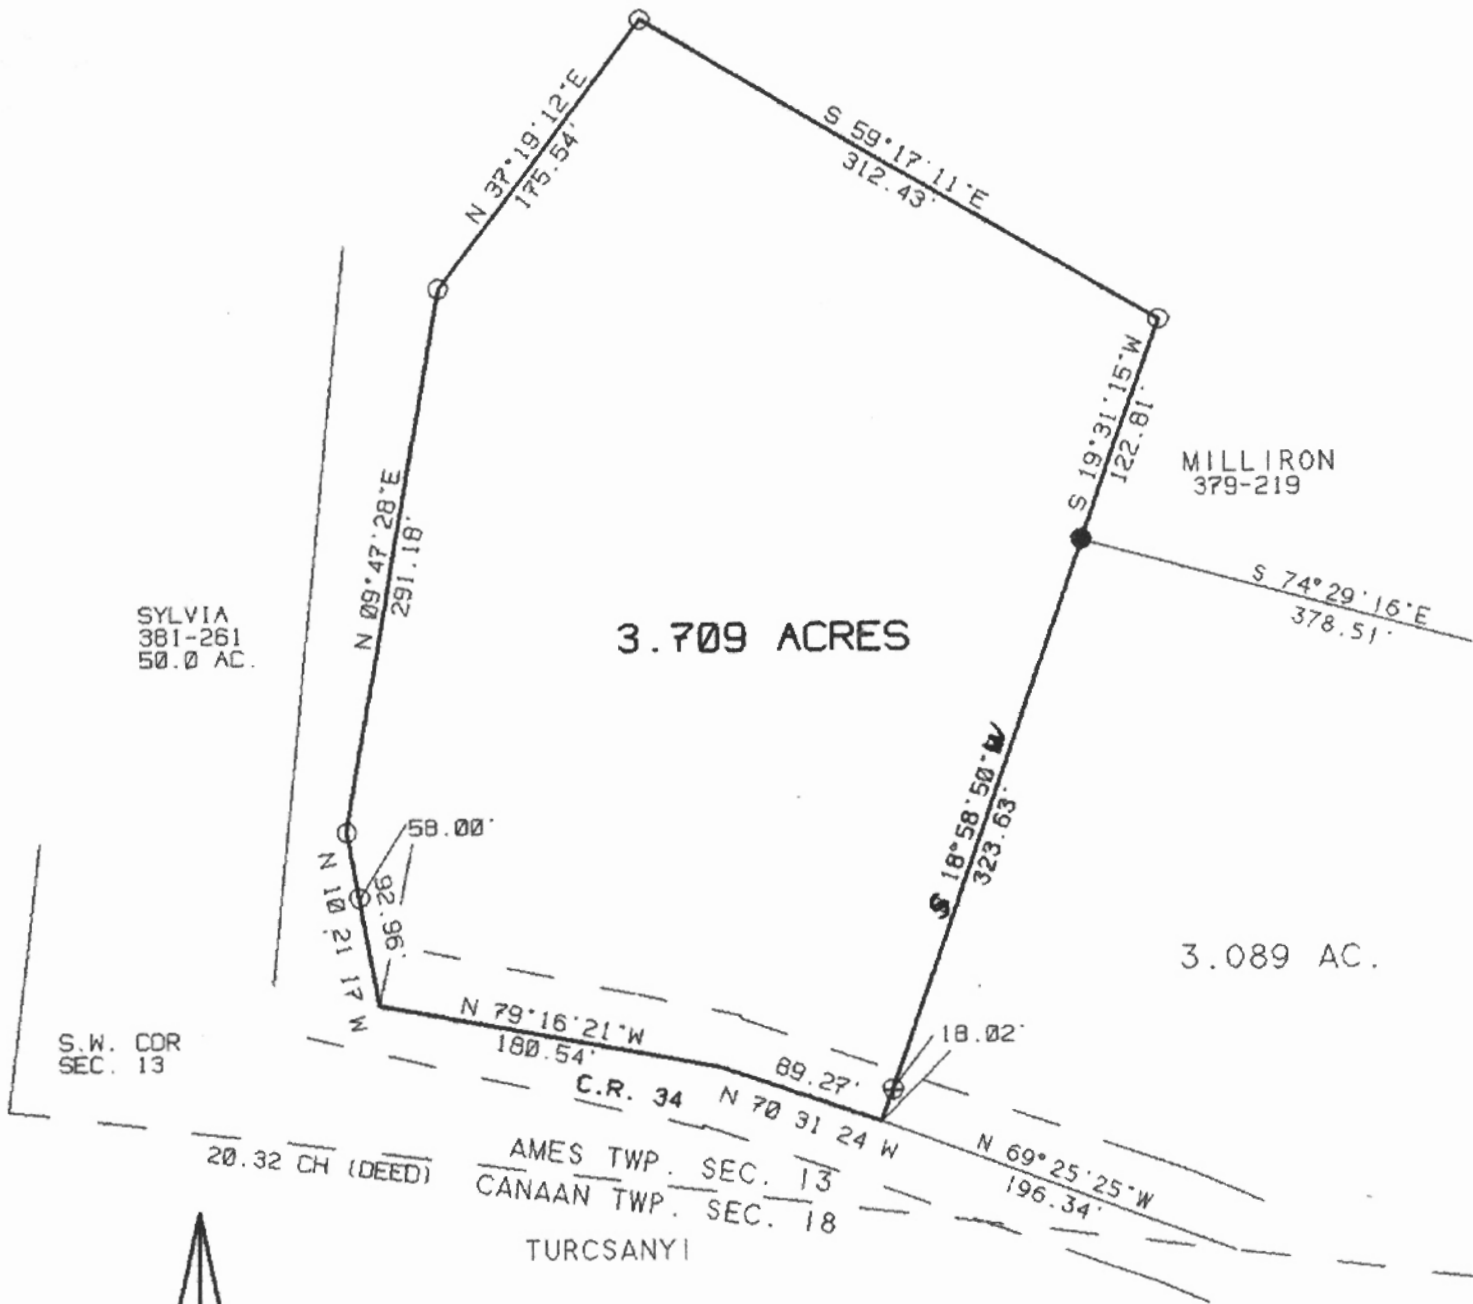 N 37°19'12"E
175.54'
S 59°17'11"E
312.43'
S 19°31'15"W
122.81'
MILLIRON
379-219
N 09°47'28"E
291.18'
S 74°29'16"E
378.51'
SYLVIA
381-261
50.0 AC.
3.709 ACRES
S 18°58'50"W
323.63'
58.00'
92.96'
N 10 21 17 W
3.089 AC.
N 79°16'21"W
180.54'
18.02'
S.W. COR
SEC. 13
89.27'
C.R. 34
N 70 31 24 W
N 69°25'25"W
196.34'
20.32 CH (DEED)
AMES TWP. SEC. 13
CANAAN TWP. SEC. 18
TURCSANYI